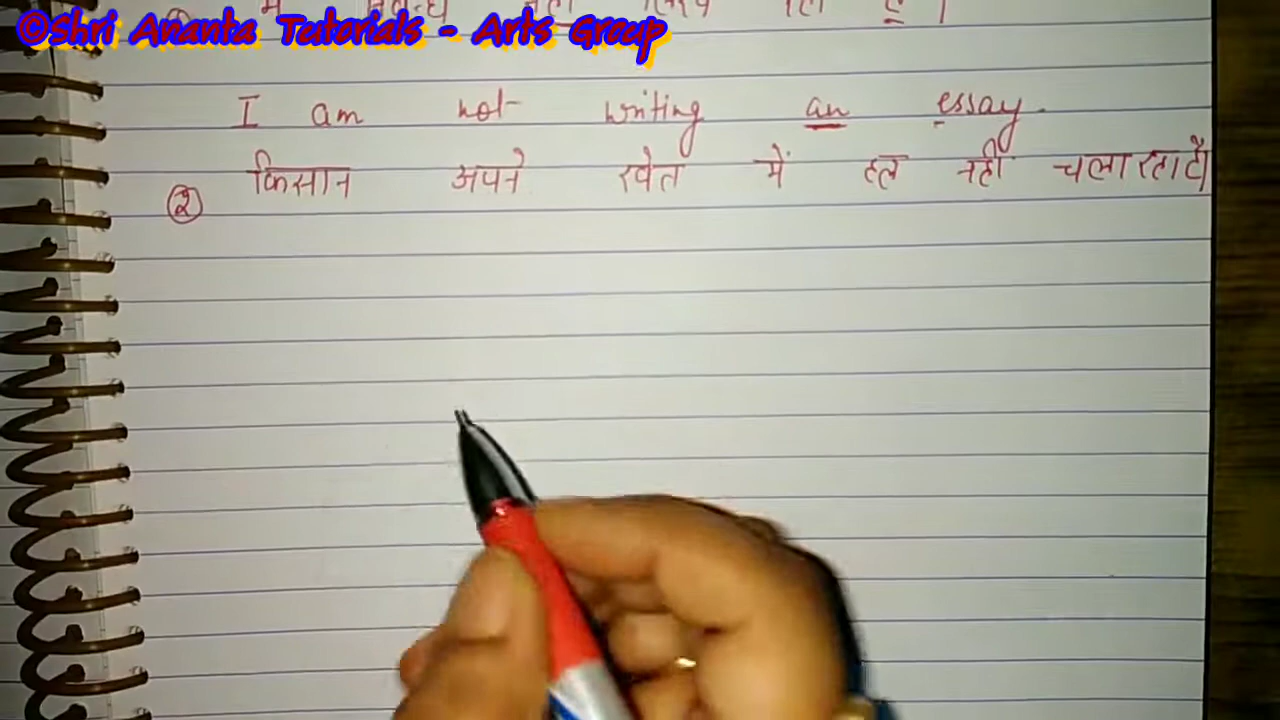 ©Shri Ananta Tutorials - Arts Group
I am not writing an essay.
② किसान अपने खेत में हल नही चला रहा है